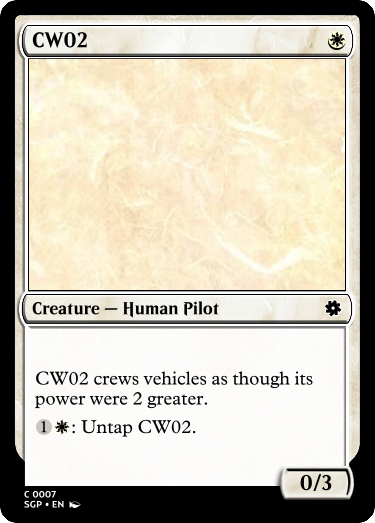 CW02
Creature — Human Pilot
CW02 crews vehicles as though its
power were 2 greater.
1: Untap CW02.
0/3
C 0007
SGP • EN